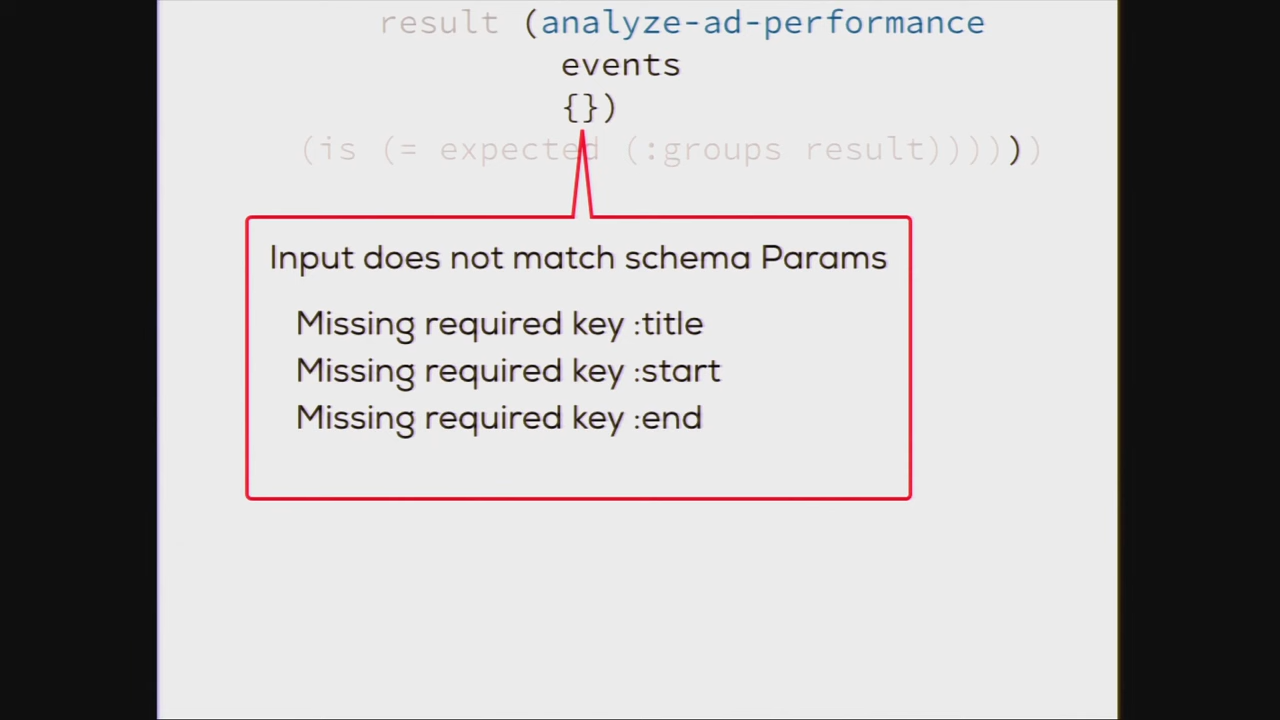 result (analyze-ad-performance
events
{})
(is (= expected (:groups result))))))
Input does not match schema Params
Missing required key :title
Missing required key :start
Missing required key :end